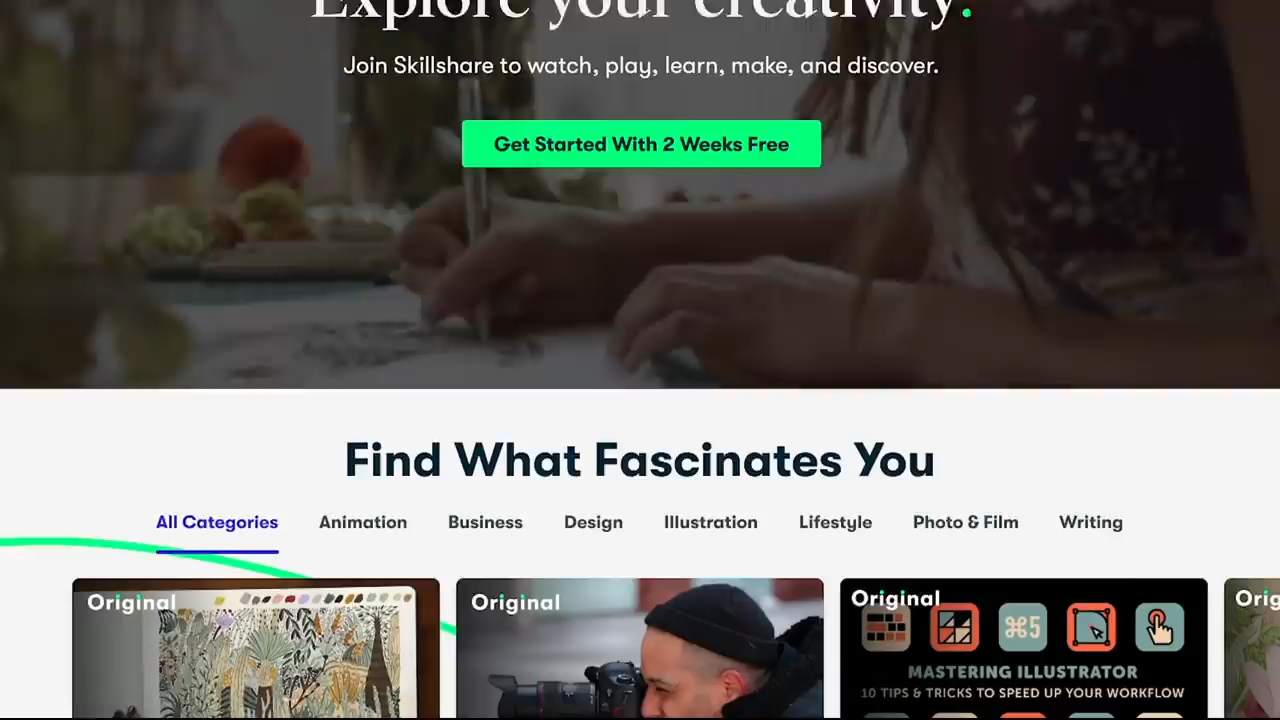 Explore your creativity.
Join Skillshare to watch, play, learn, make, and discover.
Get Started With 2 Weeks Free
Find What Fascinates You
All Categories Animation Business Design Illustration Lifestyle Photo & Film Writing
Original Original Original Orig
⌘5
MASTERING ILLUSTRATOR
10 TIPS & TRICKS TO SPEED UP YOUR WORKFLOW